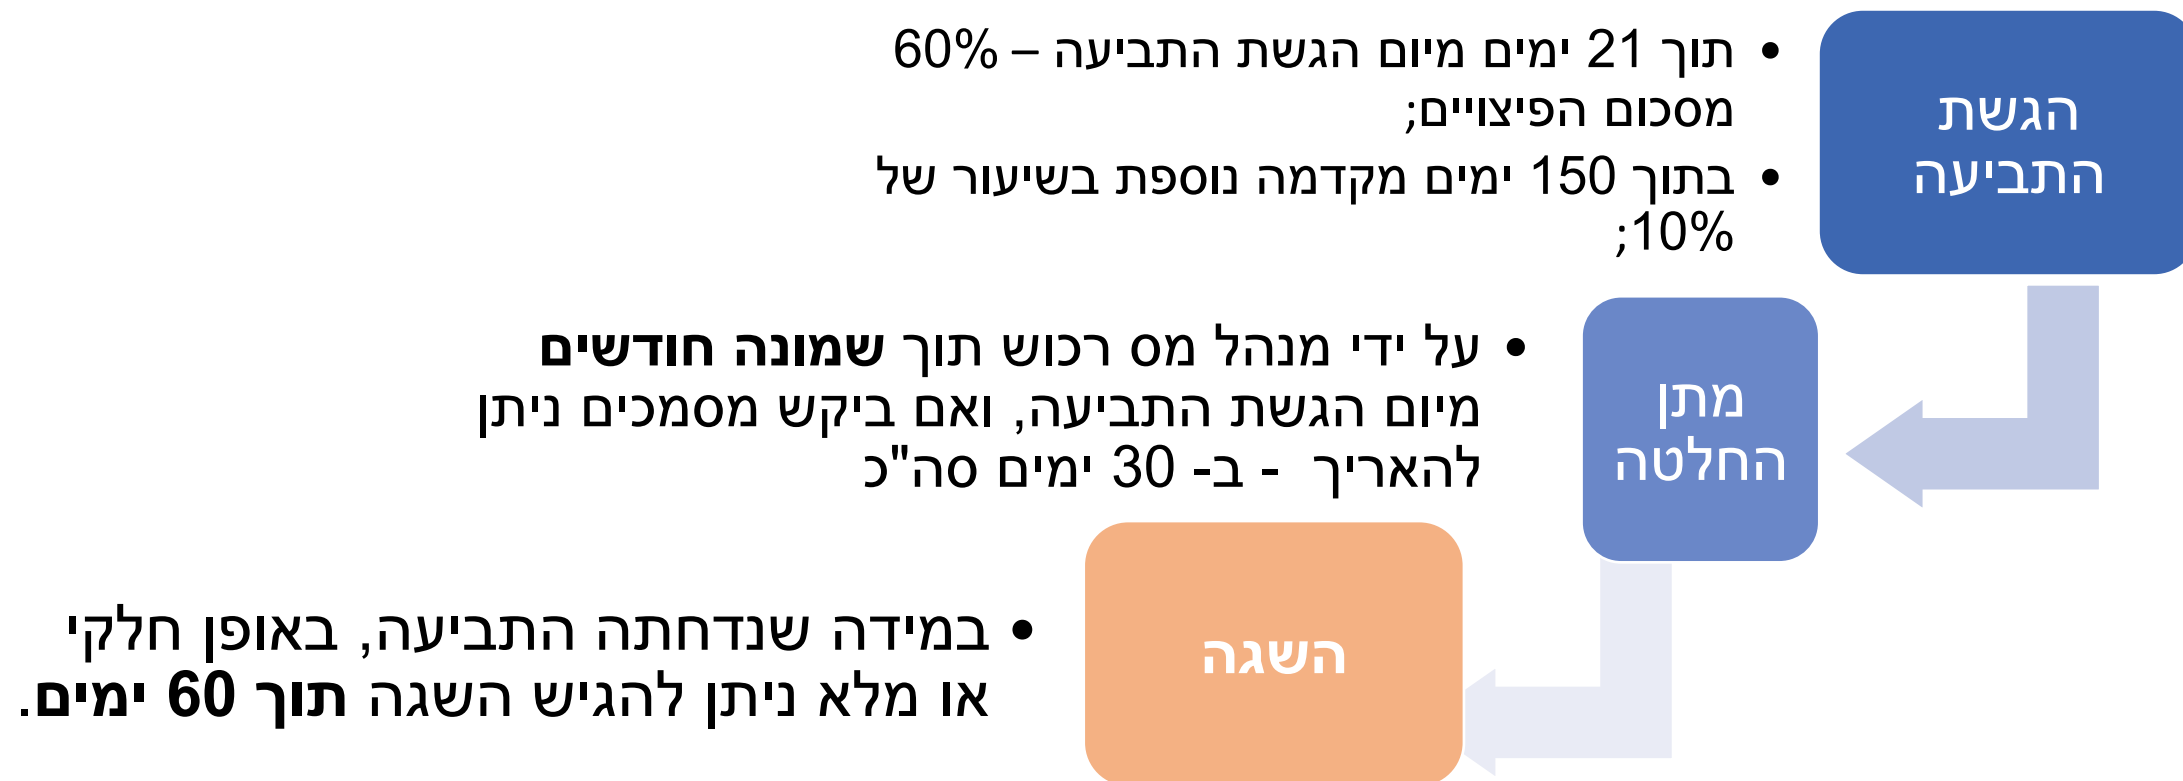 הגשת
התביעה
• תוך 21 ימים מיום הגשת התביעה – 60%
מסכום הפיצויים;
• בתוך 150 ימים מקדמה נוספת בשיעור של
10%;
מתן
החלטה
• על ידי מנהל מס רכוש תוך שמונה חודשים
מיום הגשת התביעה, ואם ביקש מסמכים ניתן
להאריך - ב- 30 ימים סה"כ
השגה
• במידה שנדחתה התביעה, באופן חלקי
או מלא ניתן להגיש השגה תוך 60 ימים.